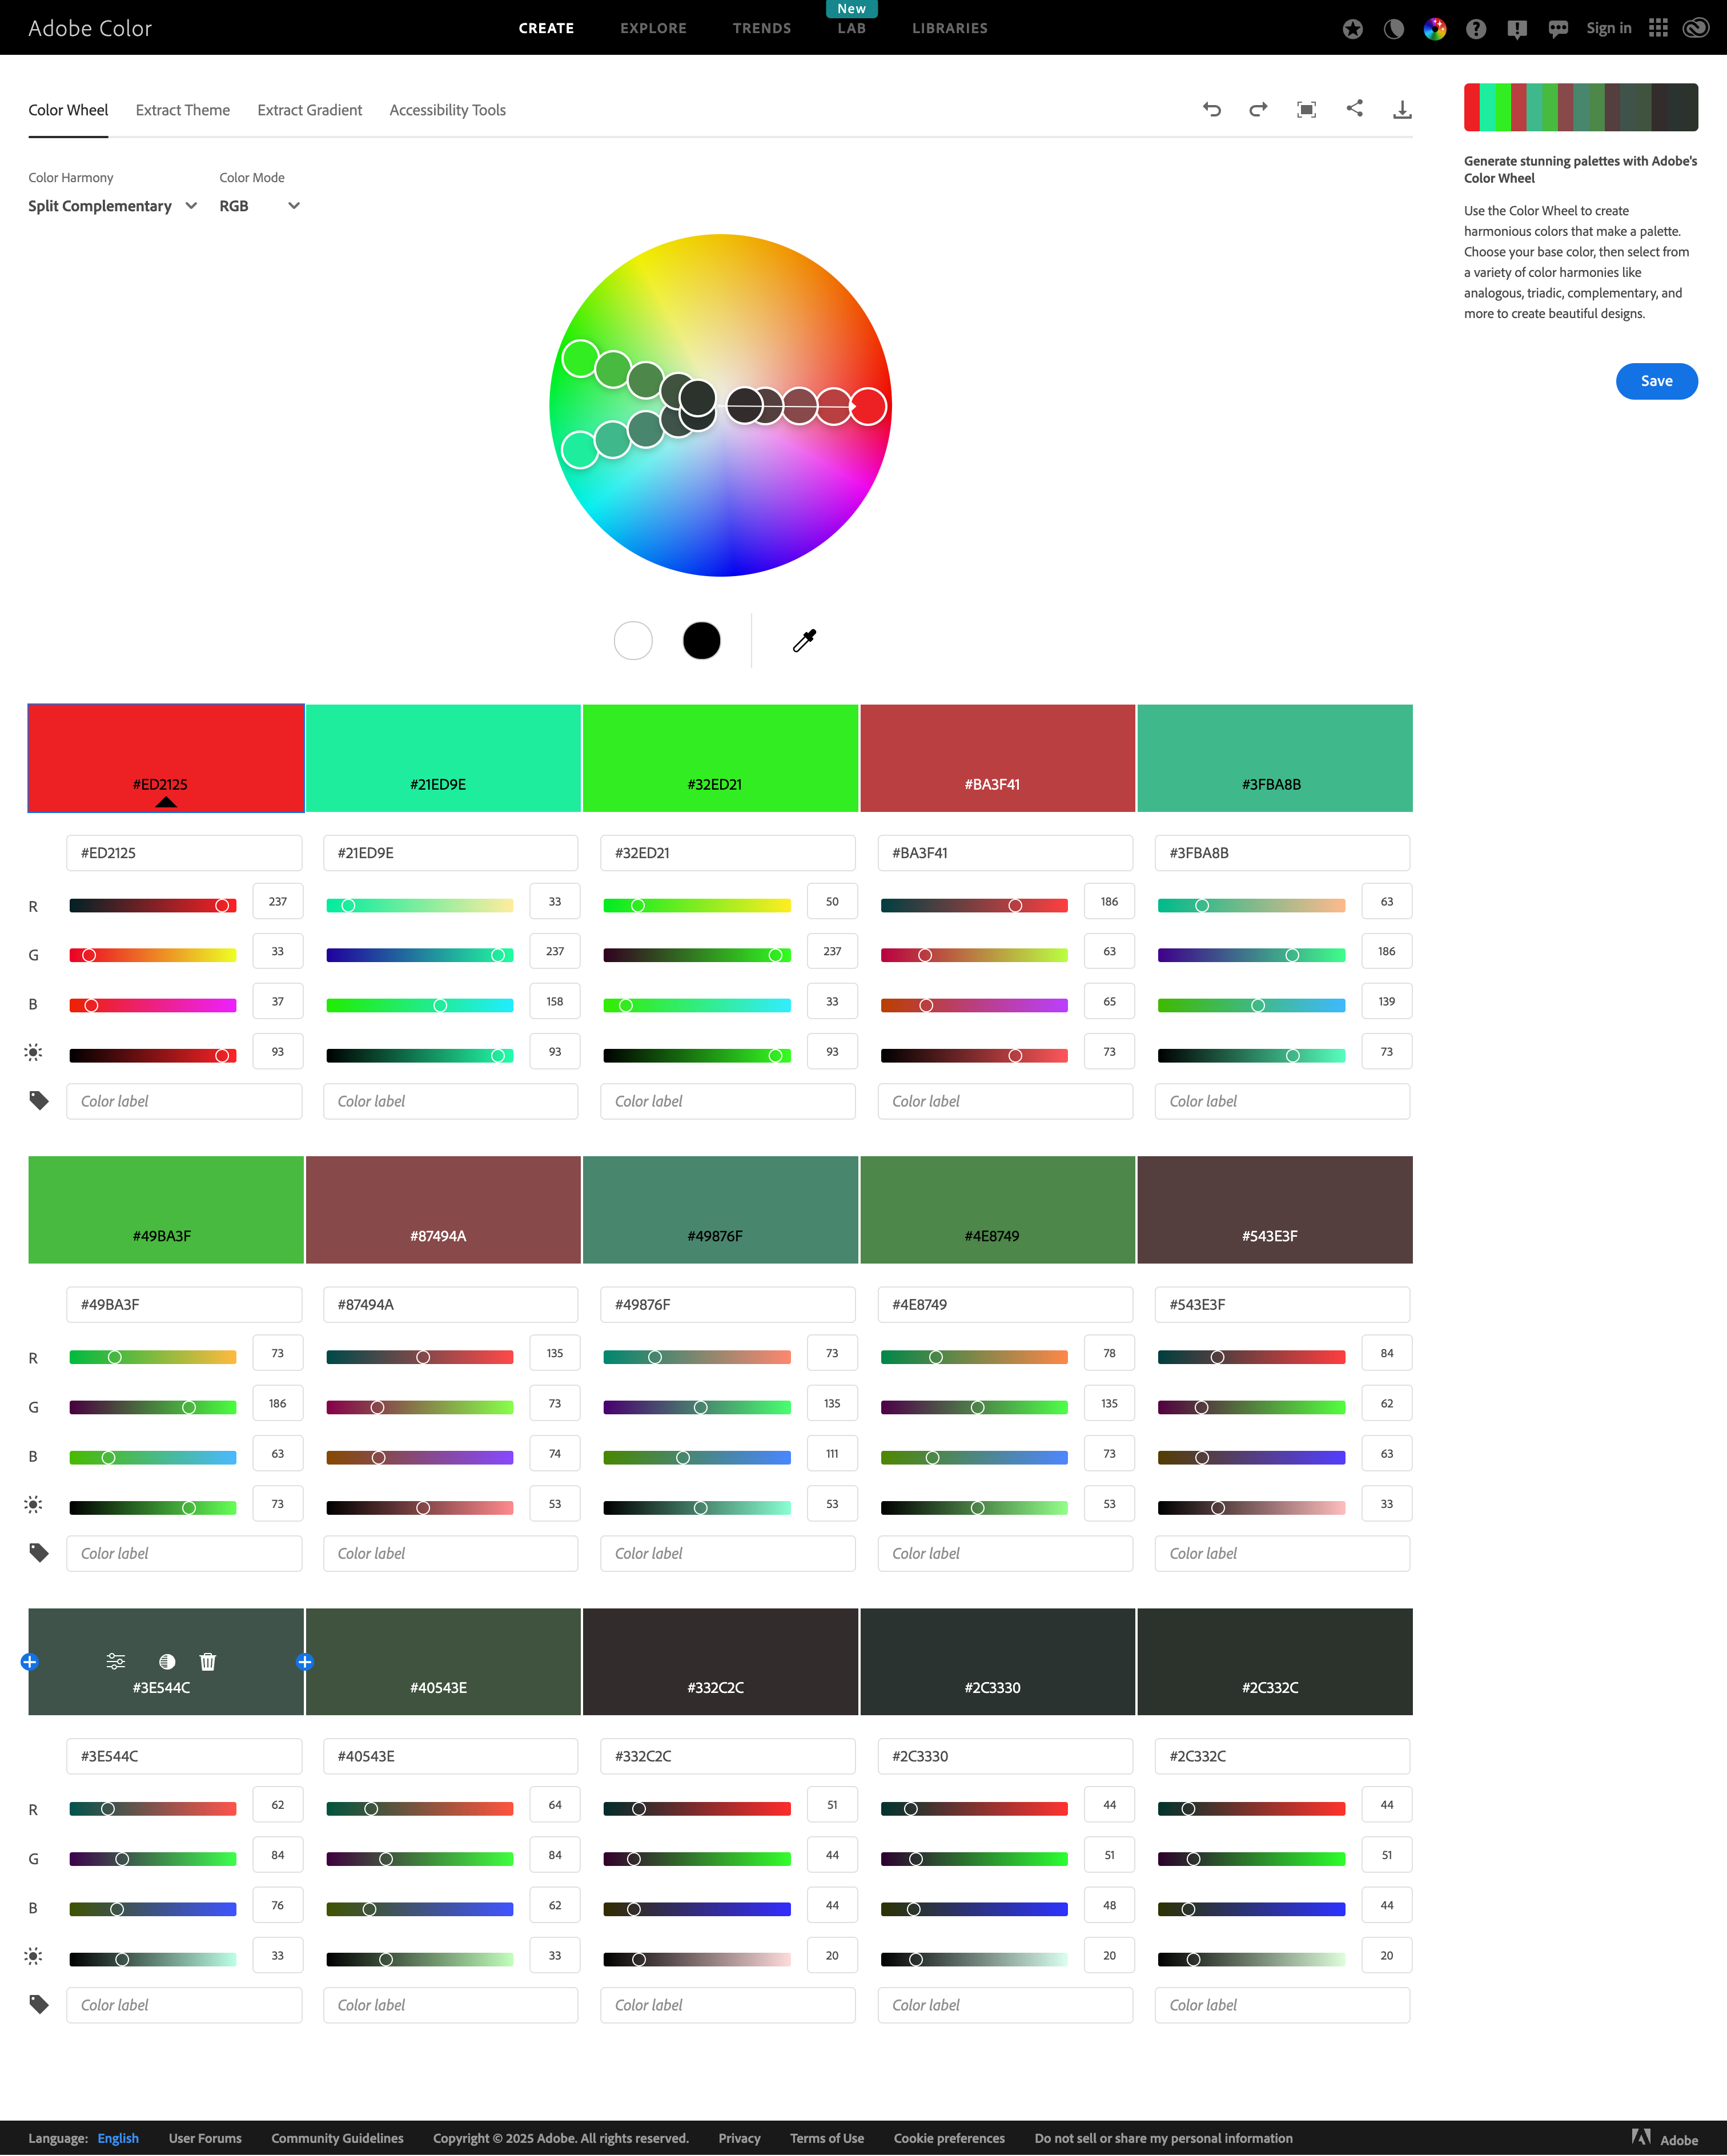 Adobe Color
CREATE
EXPLORE
TRENDS
New
LAB
LIBRARIES
Sign in
Color Wheel
Extract Theme
Extract Gradient
Accessibility Tools
Color Harmony
Color Mode
Split Complementary
RGB
Generate stunning palettes with Adobe's
Color Wheel
Use the Color Wheel to create
harmonious colors that make a palette.
Choose your base color, then select from
a variety of color harmonies like
analogous, triadic, complementary, and
more to create beautiful designs.
Save
#ED2125 #21ED9E #32ED21 #BA3F41 #3FBA8B
#ED2125 #21ED9E #32ED21 #BA3F41 #3FBA8B
R 237 33 50 186 63
G 33 237 237 63 186
B 37 158 33 65 139
93 93 93 73 73
Color label Color label Color label Color label Color label
#49BA3F #87494A #49876F #4E8749 #543E3F
#49BA3F #87494A #49876F #4E8749 #543E3F
R 73 135 73 78 84
G 186 73 135 135 62
B 63 74 111 73 63
73 53 53 53 33
Color label Color label Color label Color label Color label
#3E544C #40543E #332C2C #2C3330 #2C332C
#3E544C #40543E #332C2C #2C3330 #2C332C
R 62 64 51 44 44
G 84 84 44 51 51
B 76 62 44 48 44
33 33 20 20 20
Color label Color label Color label Color label Color label
Language: English User Forums Community Guidelines Copyright © 2025 Adobe. All rights reserved. Privacy Terms of Use Cookie preferences Do not sell or share my personal information Adobe